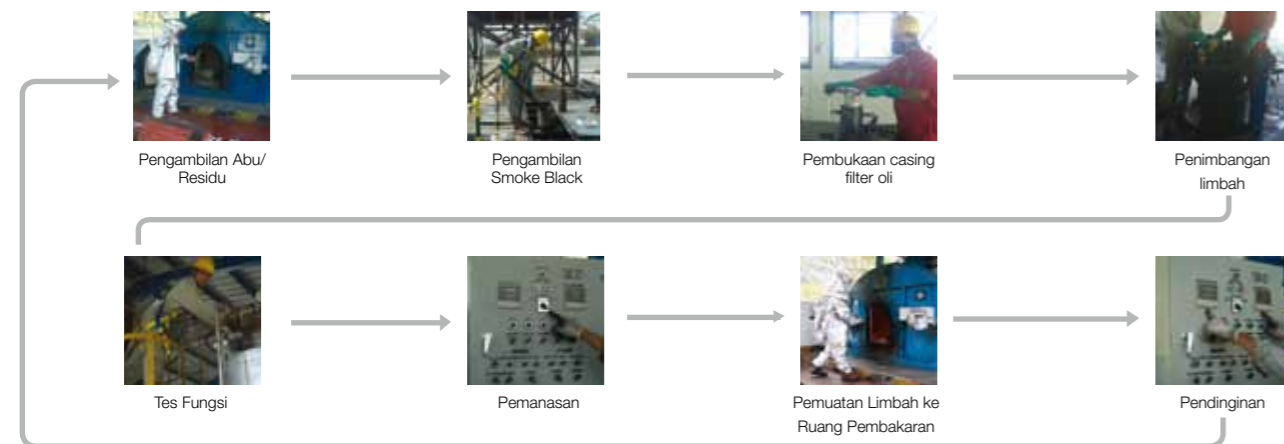 Pengambilan Abu/
Residu
Pengambilan
Smoke Black
Pembukaan casing
filter oli
Penimbangan
limbah
Tes Fungsi
Pemanasan
Pemuatan Limbah ke
Ruang Pembakaran
Pendinginan